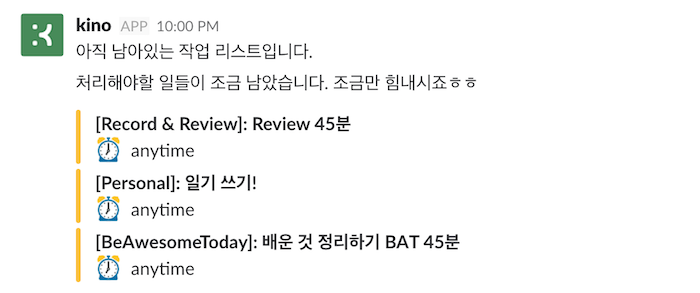 kino APP 10:00 PM
아직 남아있는 작업 리스트입니다.
처리해야할 일들이 조금 남았습니다. 조금만 힘내시죠ㅎㅎ
[Record & Review]: Review 45분
anytime
[Personal]: 일기 쓰기!
anytime
[BeAwesomeToday]: 배운 것 정리하기 BAT 45분
anytime